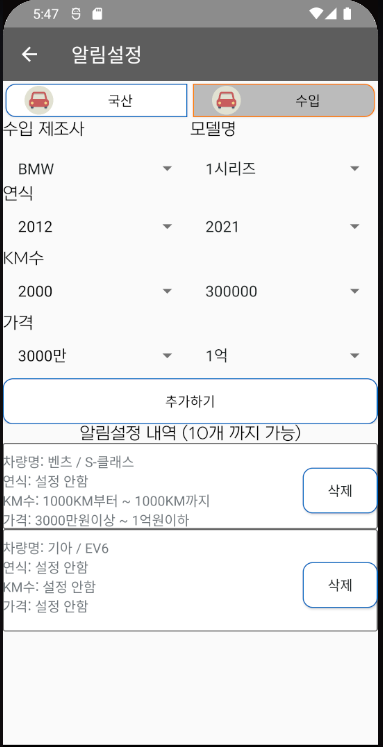 5:47
알림설정
국산 수입
수입 제조사 모델명
BMW 1시리즈
연식
2012 2021
KM수
2000 300000
가격
3000만 1억
추가하기
알림설정 내역 (10개 까지 가능)
차량명: 벤츠 / S-클래스
연식: 설정 안함
KM수: 1000KM부터 ~ 1000KM까지
가격: 3000만원이상 ~ 1억원이하
삭제
차량명: 기아 / EV6
연식: 설정 안함
KM수: 설정 안함
가격: 설정 안함
삭제